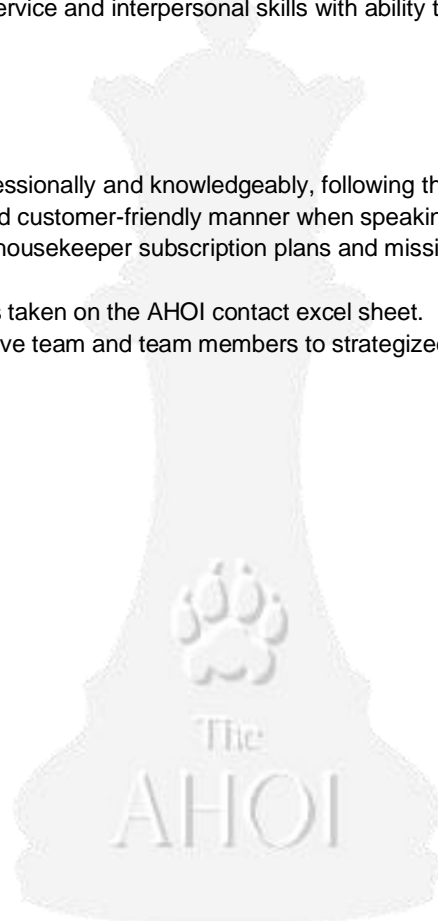 ervice and interpersonal skills with ability t
essionally and knowledgeably, following th
d customer-friendly manner when speakin
housekeeper subscription plans and missi
s taken on the AHOI contact excel sheet.
ve team and team members to strategized
The
AHOI